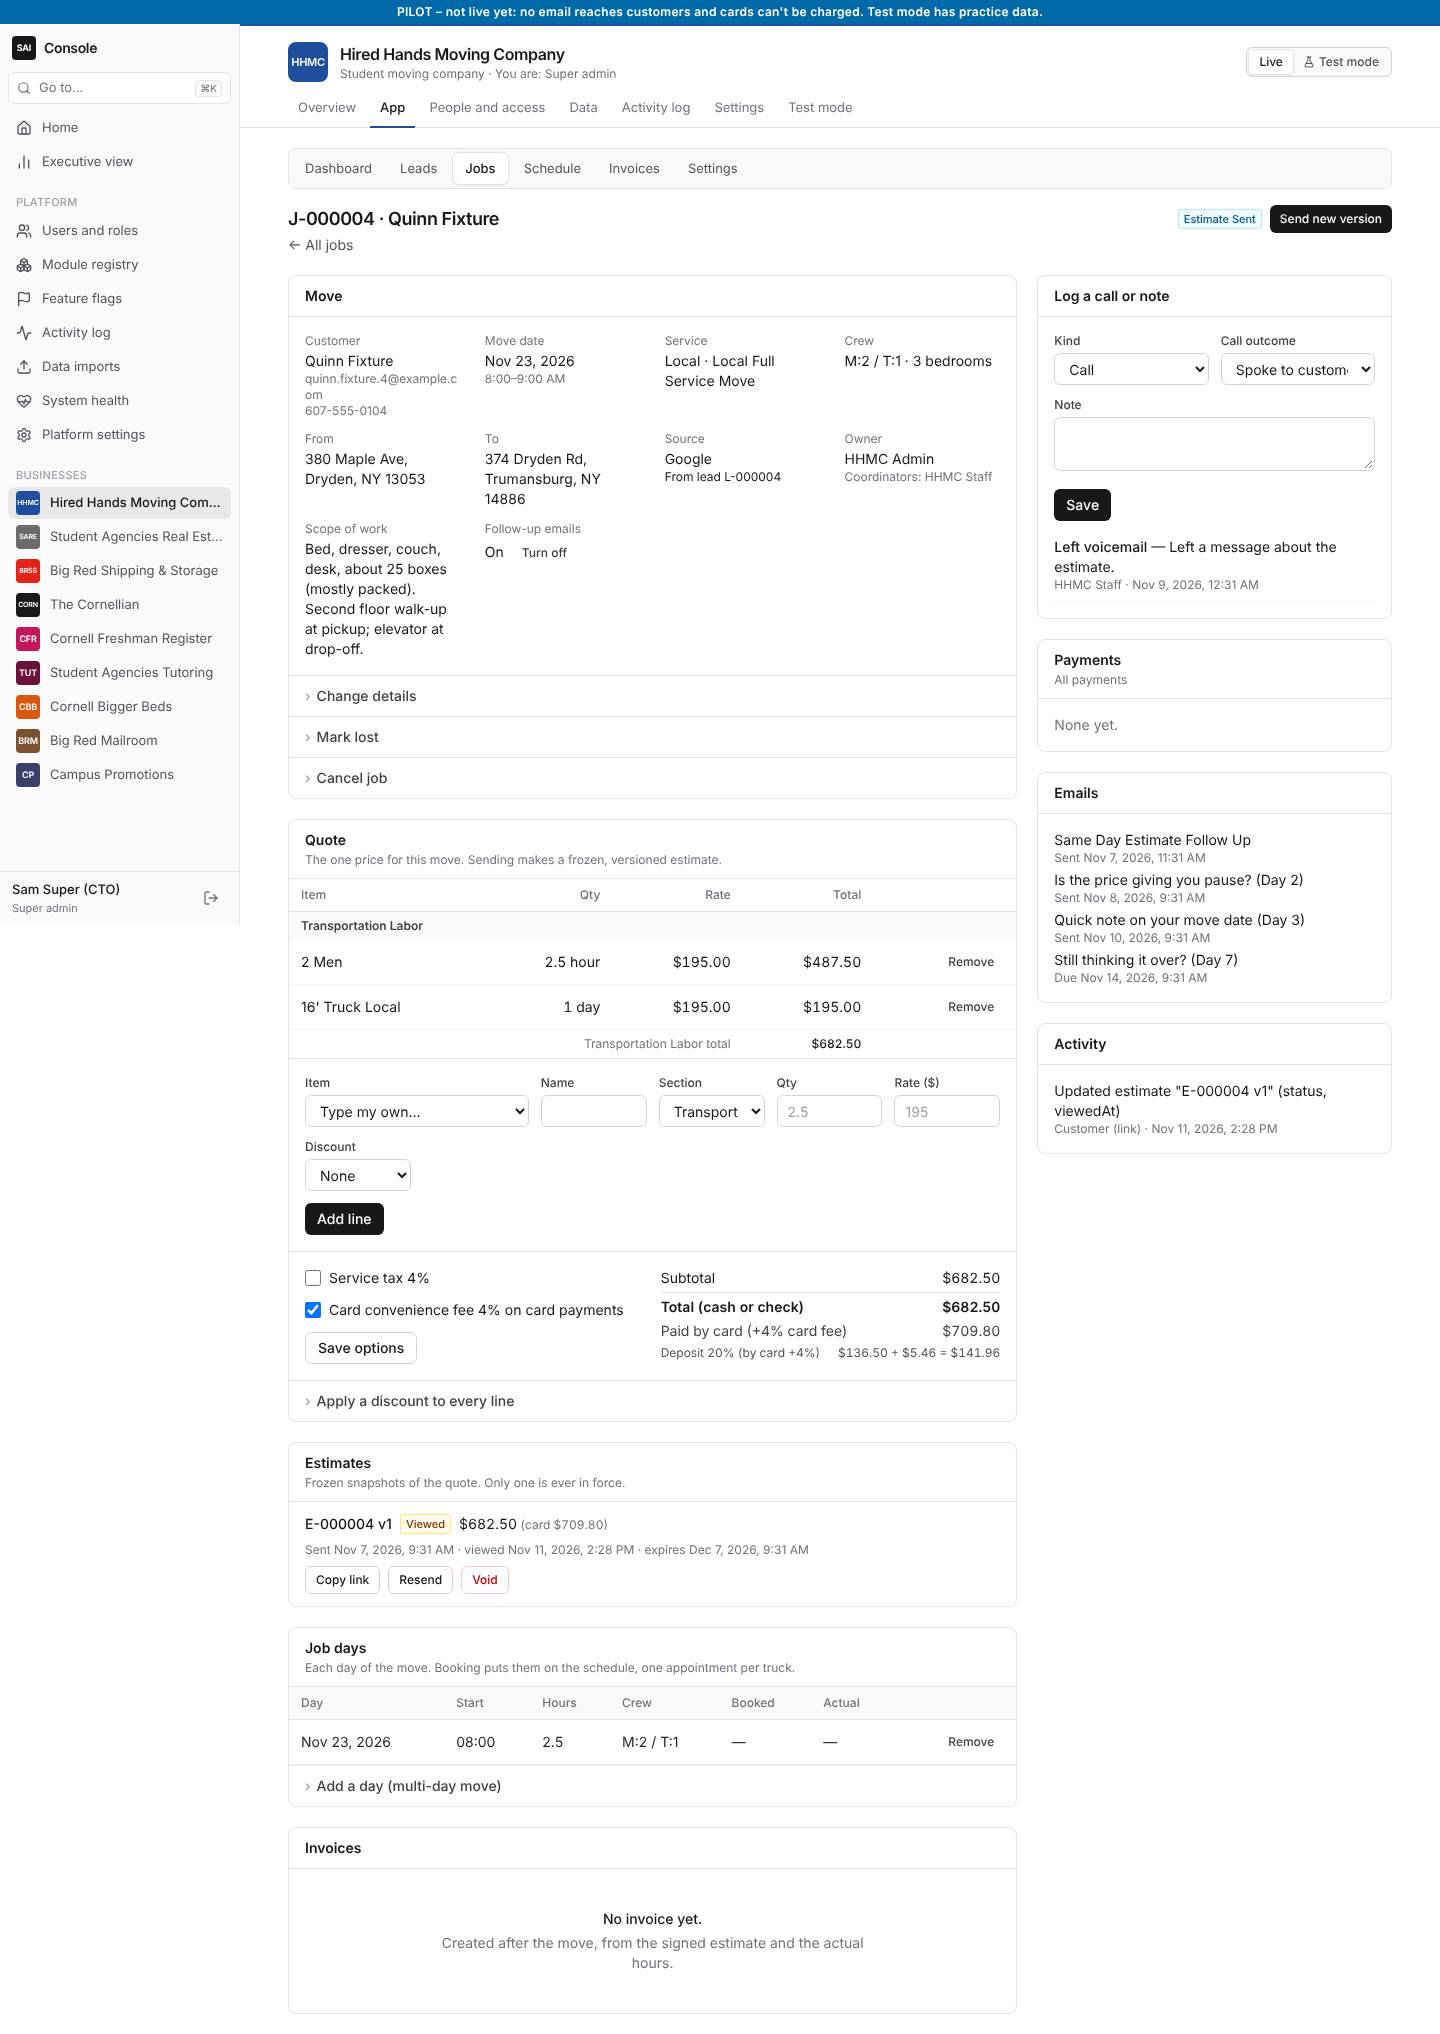 PILOT – not live yet: no email reaches customers and cards can't be charged. Test mode has practice data.
SAI Console
Go to... ⌘K
Home
Executive view
PLATFORM
Users and roles
Module registry
Feature flags
Activity log
Data imports
System health
Platform settings
BUSINESSES
HHMC Hired Hands Moving Com...
SARE Student Agencies Real Est...
BRSS Big Red Shipping & Storage
CORN The Cornellian
CFR Cornell Freshman Register
TUT Student Agencies Tutoring
CBB Cornell Bigger Beds
BRM Big Red Mailroom
CP Campus Promotions
Sam Super (CTO)
Super admin
HHMC
Hired Hands Moving Company
Student moving company · You are: Super admin
Live Test mode
Overview App People and access Data Activity log Settings Test mode
Dashboard Leads Jobs Schedule Invoices Settings
J-000004 · Quinn Fixture
Estimate Sent Send new version
← All jobs
Move
Customer
Quinn Fixture
quinn.fixture.4@example.c
om
607-555-0104
Move date
Nov 23, 2026
8:00–9:00 AM
Service
Local · Local Full
Service Move
Crew
M:2 / T:1 · 3 bedrooms
From
380 Maple Ave,
Dryden, NY 13053
To
374 Dryden Rd,
Trumansburg, NY
14886
Source
Google
From lead L-000004
Owner
HHMC Admin
Coordinators: HHMC Staff
Scope of work
Bed, dresser, couch,
desk, about 25 boxes
(mostly packed).
Second floor walk-up
at pickup; elevator at
drop-off.
Follow-up emails
On Turn off
› Change details
› Mark lost
› Cancel job
Quote
The one price for this move. Sending makes a frozen, versioned estimate.
Item Qty Rate Total
Transportation Labor
2 Men 2.5 hour $195.00 $487.50 Remove
16' Truck Local 1 day $195.00 $195.00 Remove
Transportation Labor total $682.50
Item Name Section Qty Rate ($)
Type my own... Transport 2.5 195
Discount
None
Add line
Service tax 4%
Card convenience fee 4% on card payments
Save options
Subtotal $682.50
Total (cash or check) $682.50
Paid by card (+4% card fee) $709.80
Deposit 20% (by card +4%) $136.50 + $5.46 = $141.96
› Apply a discount to every line
Estimates
Frozen snapshots of the quote. Only one is ever in force.
E-000004 v1 Viewed $682.50 (card $709.80)
Sent Nov 7, 2026, 9:31 AM · viewed Nov 11, 2026, 2:28 PM · expires Dec 7, 2026, 9:31 AM
Copy link Resend Void
Job days
Each day of the move. Booking puts them on the schedule, one appointment per truck.
Day Start Hours Crew Booked Actual
Nov 23, 2026 08:00 2.5 M:2 / T:1 — — Remove
› Add a day (multi-day move)
Invoices
No invoice yet.
Created after the move, from the signed estimate and the actual
hours.
Log a call or note
Kind Call outcome
Call Spoke to custom
Note
Save
Left voicemail — Left a message about the
estimate.
HHMC Staff · Nov 9, 2026, 12:31 AM
Payments
All payments
None yet.
Emails
Same Day Estimate Follow Up
Sent Nov 7, 2026, 11:31 AM
Is the price giving you pause? (Day 2)
Sent Nov 8, 2026, 9:31 AM
Quick note on your move date (Day 3)
Sent Nov 10, 2026, 9:31 AM
Still thinking it over? (Day 7)
Due Nov 14, 2026, 9:31 AM
Activity
Updated estimate "E-000004 v1" (status,
viewedAt)
Customer (link) · Nov 11, 2026, 2:28 PM